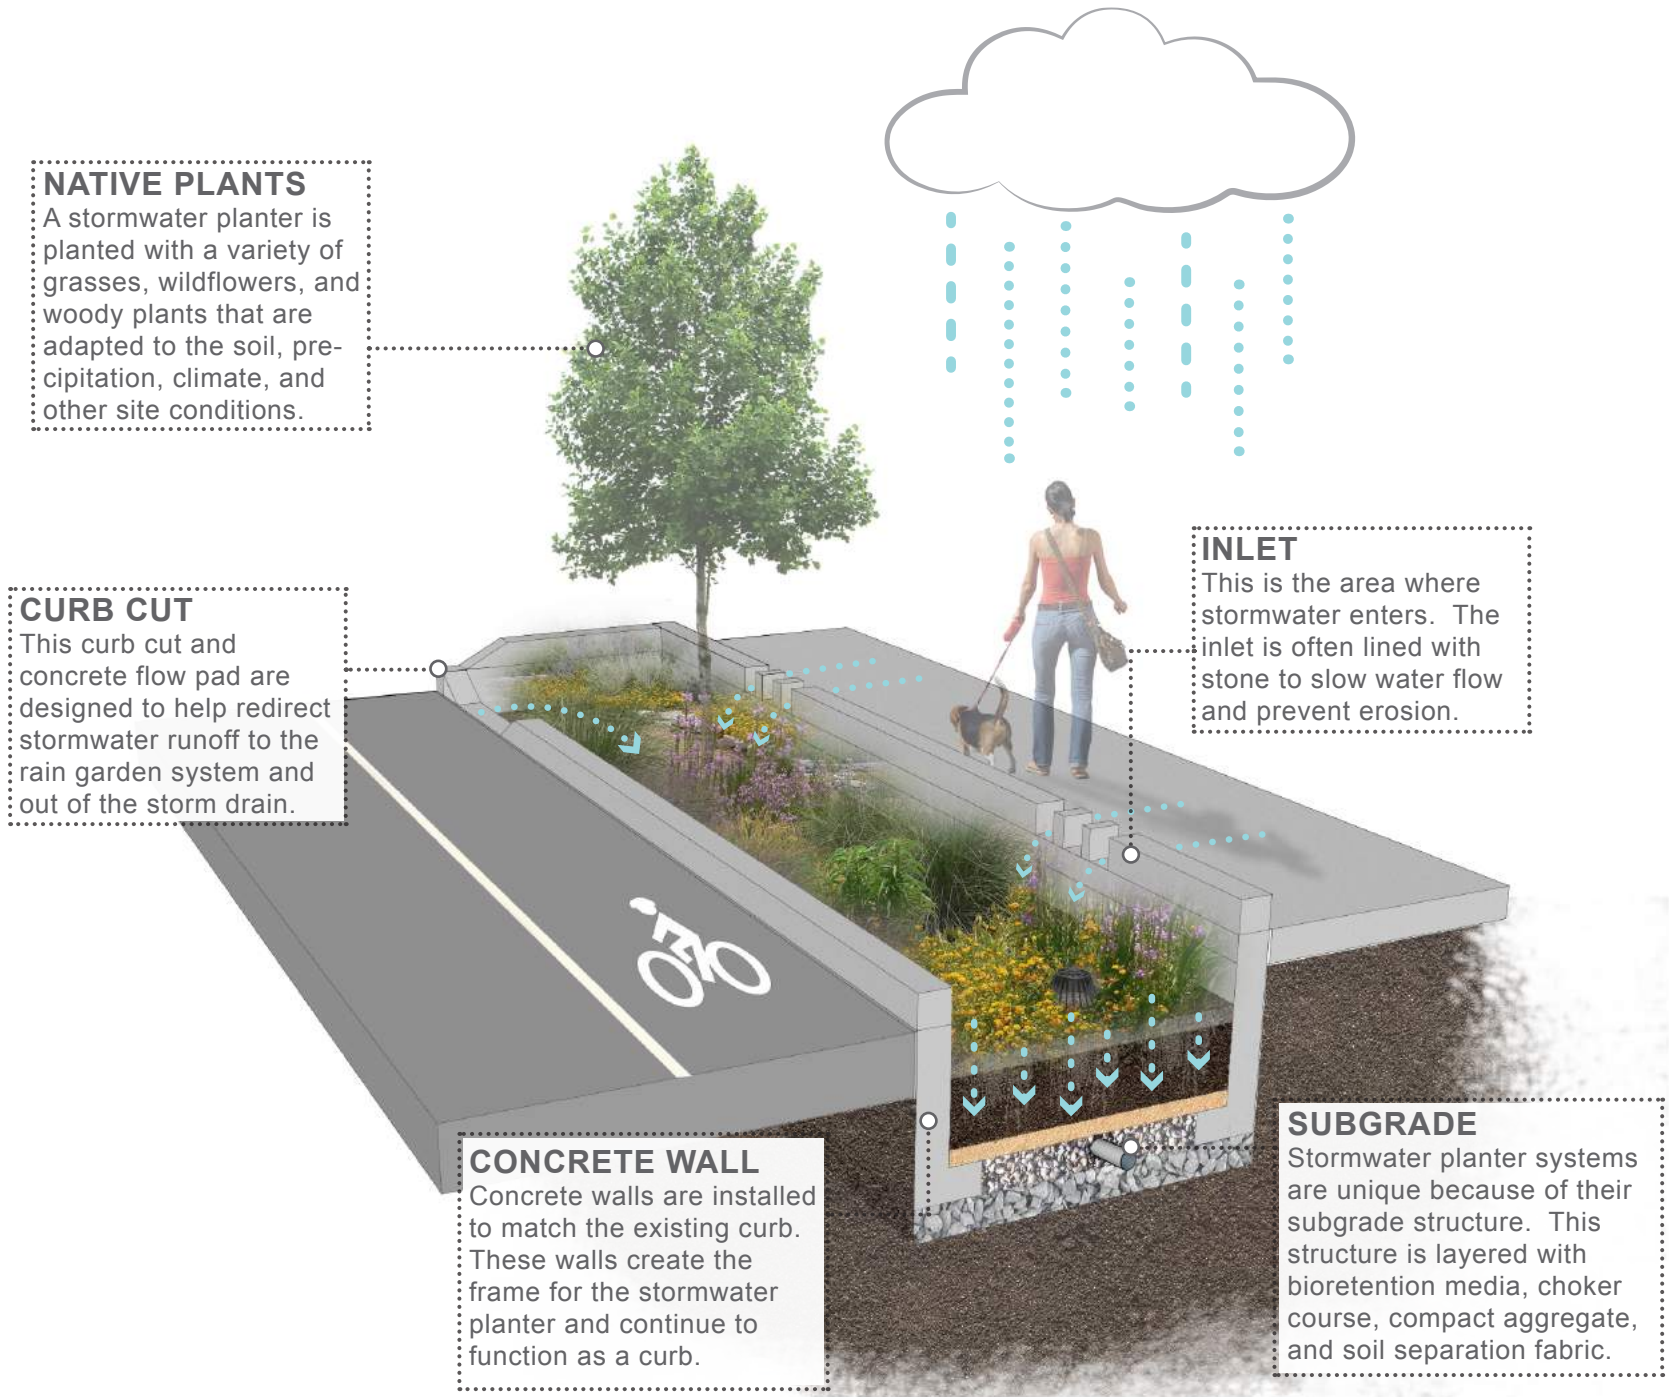 NATIVE PLANTS
A stormwater planter is
planted with a variety of
grasses, wildflowers, and
woody plants that are
adapted to the soil, pre-
cipitation, climate, and
other site conditions.
CURB CUT
This curb cut and
concrete flow pad are
designed to help redirect
stormwater runoff to the
rain garden system and
out of the storm drain.
INLET
This is the area where
stormwater enters.  The
inlet is often lined with
stone to slow water flow
and prevent erosion.
CONCRETE WALL
Concrete walls are installed
to match the existing curb.
These walls create the
frame for the stormwater
planter and continue to
function as a curb.
SUBGRADE
Stormwater planter systems
are unique because of their
subgrade structure.  This
structure is layered with
bioretention media, choker
course, compact aggregate,
and soil separation fabric.